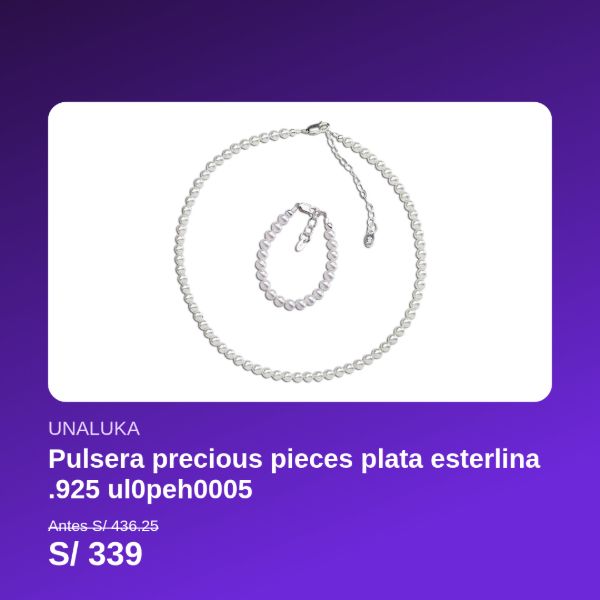 UNALUKA
Pulsera precious pieces plata esterlina
.925 ul0peh0005
Antes S/ 436.25
S/ 339